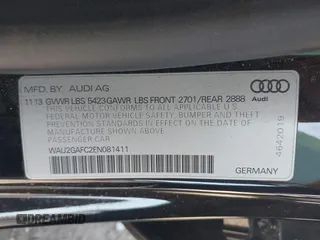 MFD. BY AUDI AG
Audi
11 13 GVWR LBS 5423 GAWR LBS FRONT 2701/REAR 2888
THIS VEHICLE CONFORMS TO ALL APPLICABLE
FEDERAL MOTOR VEHICLE SAFETY, BUMPER AND THEFT
PREVENTION STANDARDS IN EFFECT ON THE DATE OF
MANUFACTURE SHOWN ABOVE.
PASSENGER CAR
WAU2GAFC2EN081411
GERMANY
4642019
DREAMBID